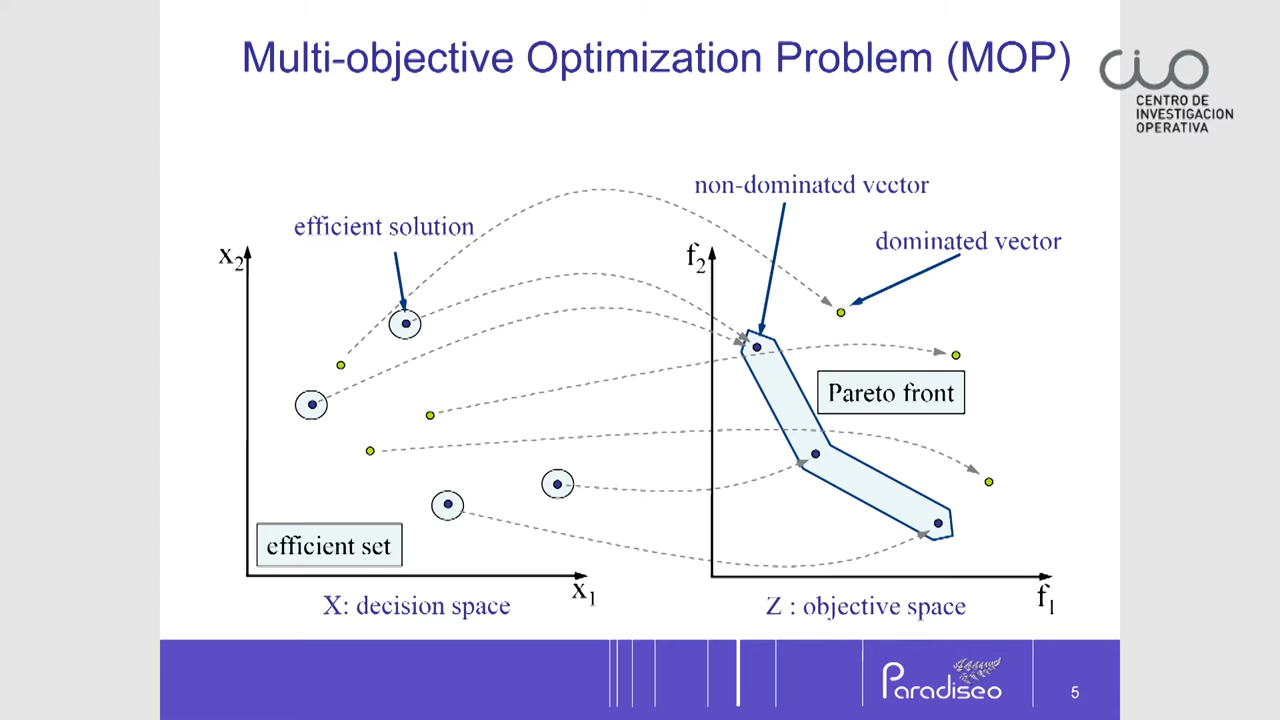 Multi-objective Optimization Problem (MOP)
CIO
CENTRO DE
INVESTIGACION
OPERATIVA
non-dominated vector
efficient solution
dominated vector
x2
f2
Pareto front
efficient set
x1
f1
X: decision space
Z : objective space
Paradiseo
5